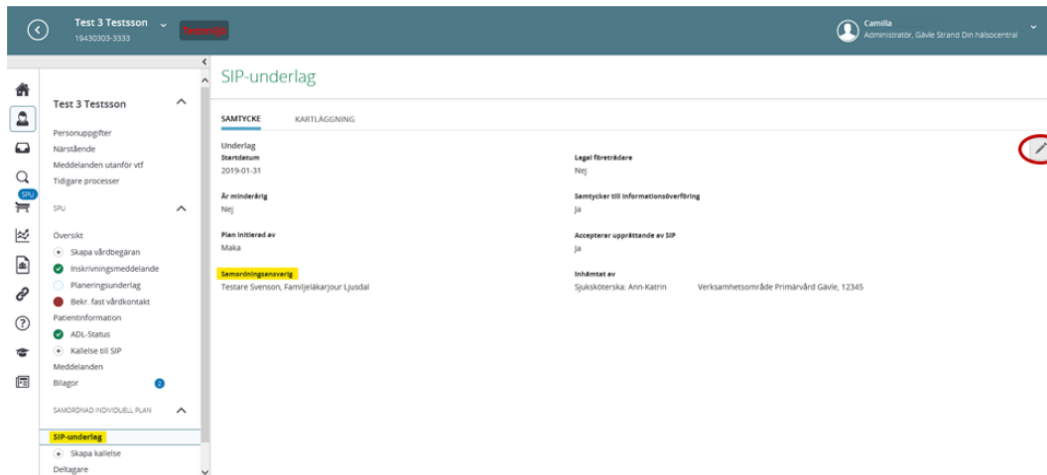 Test 3 Testsson
19430303-3333
Camilla
Administratör, Gävle Strand Din hälsocentral
SIP-underlag
Test 3 Testsson
Personuppgifter
Närstående
Meddelanden utanför vtf
Tidigare processer
SPU
SPU
Översikt
Skapa vårdbegäran
Inskrivningsmeddelande
Planeringsunderlag
Bekr. fast vårdkontakt
Patientinformation
ADL-Status
Kallelse till SIP
Meddelanden
Bilagor 2
SAMORDNAD INDIVIDUELL PLAN
SIP-underlag
Skapa kallelse
Deltagare
SAMTYCKE KARTLÄGGNING
Underlag
Startdatum
2019-01-31
Legal företrädare
Nej
Är minderårig
Nej
Samtycker till informationsöverföring
Ja
Plan initierad av
Maka
Accepterar upprättande av SIP
Ja
Samordningsansvarig
Testare Svenson, Familjeläkarjour Ljusdal
Inhämtat av
Sjuksköterska: Ann-Katrin Verksamhetsområde Primärvård Gävle, 12345